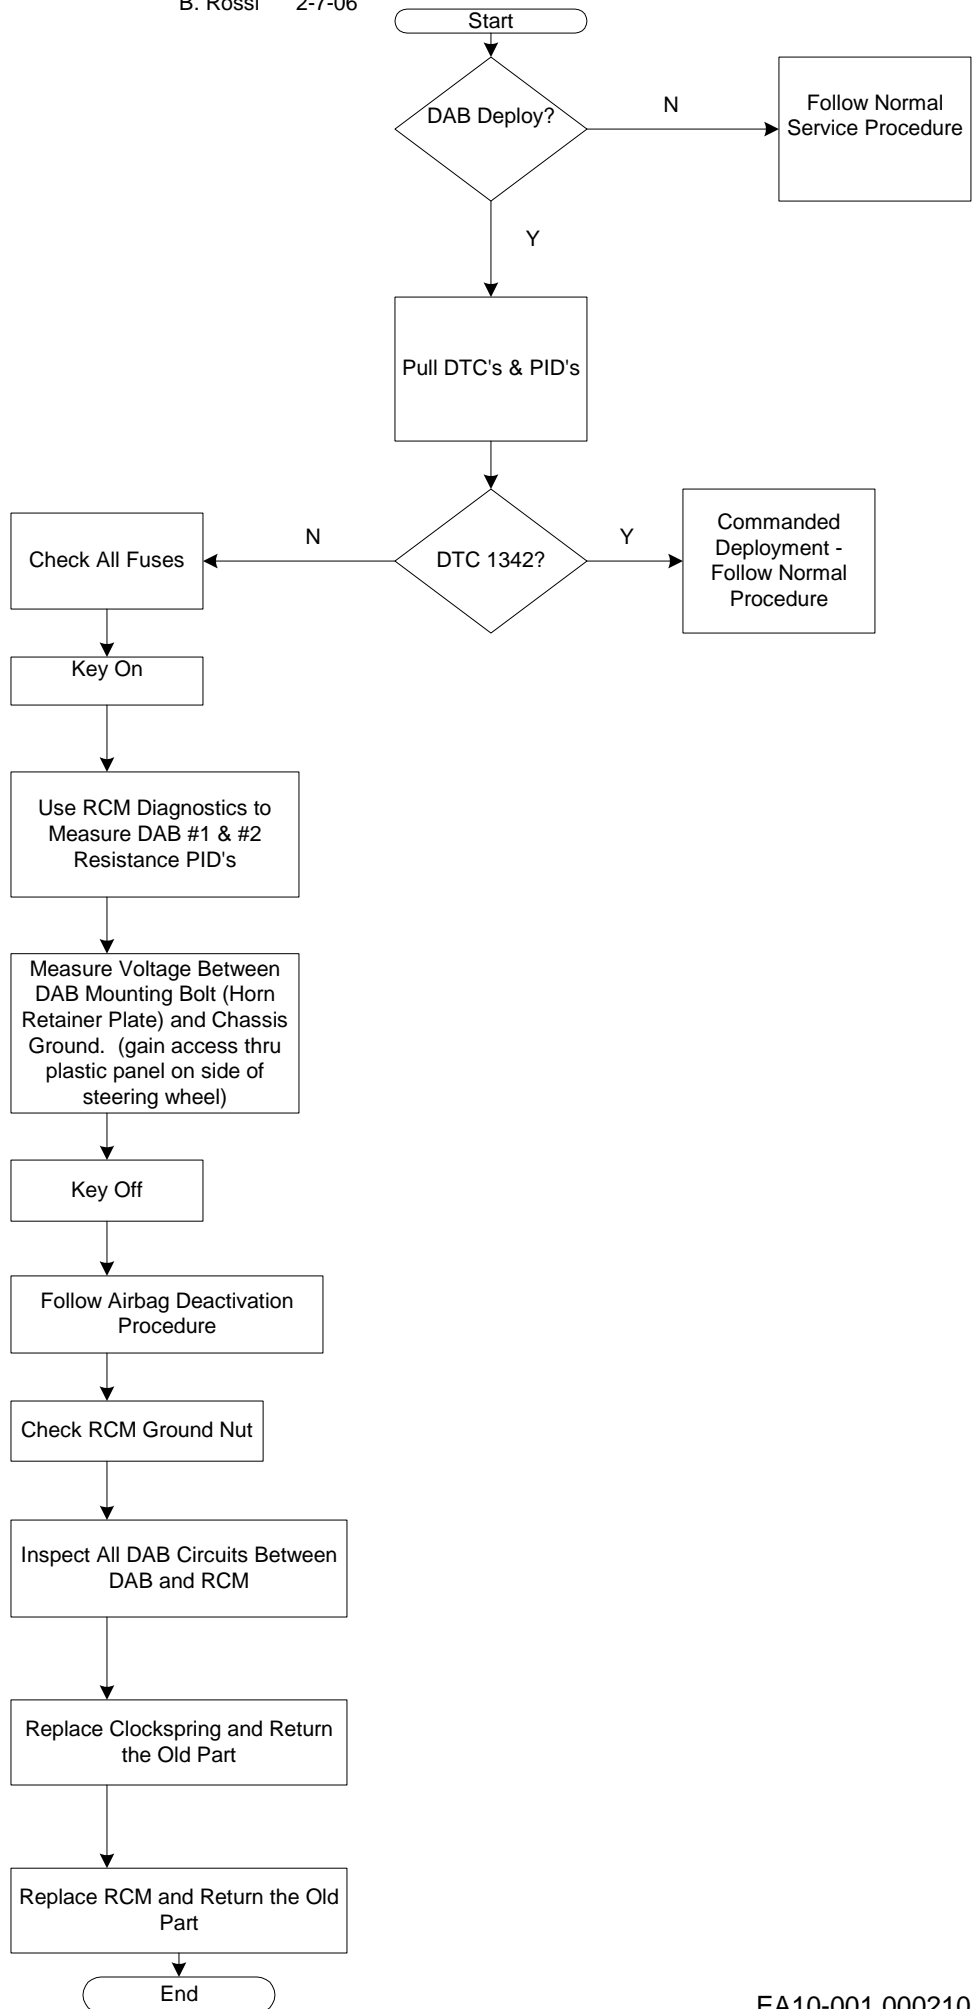 B. Rossi 2-7-06
Start
DAB Deploy?
N
Follow Normal
Service Procedure
Y
Pull DTC's & PID's
DTC 1342?
N
Y
Check All Fuses
Commanded
Deployment -
Follow Normal
Procedure
Key On
Use RCM Diagnostics to
Measure DAB #1 & #2
Resistance PID's
Measure Voltage Between
DAB Mounting Bolt (Horn
Retainer Plate) and Chassis
Ground. (gain access thru
plastic panel on side of
steering wheel)
Key Off
Follow Airbag Deactivation
Procedure
Check RCM Ground Nut
Inspect All DAB Circuits Between
DAB and RCM
Replace Clockspring and Return
the Old Part
Replace RCM and Return the Old
Part
End
EA10-001 000210